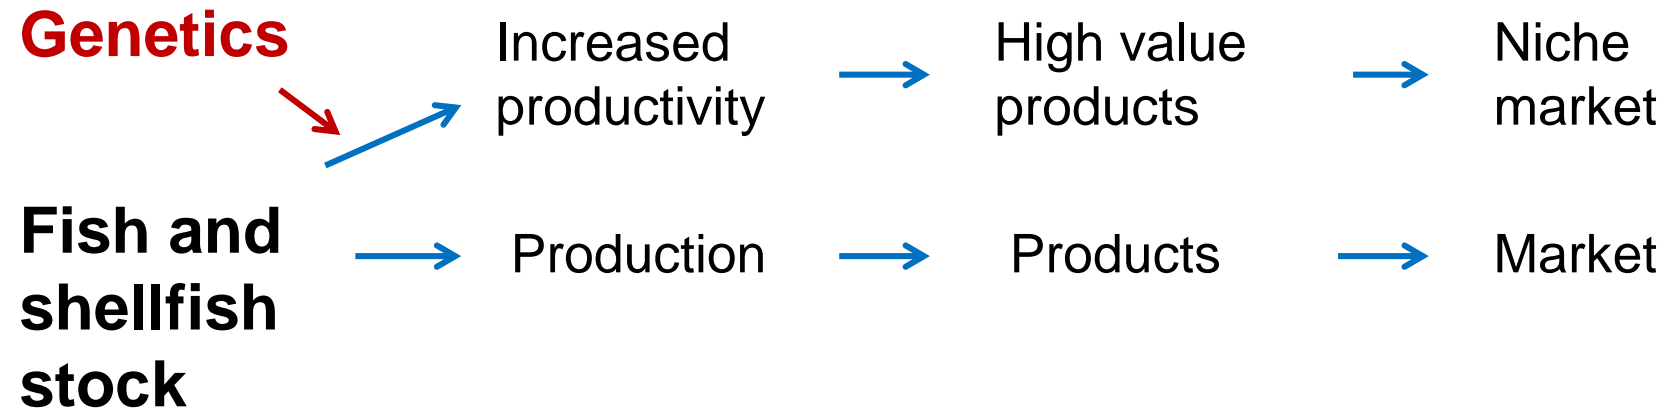 Genetics
Increased
productivity
High value
products
Niche
market
Fish and
shellfish
stock
Production
Products
Market